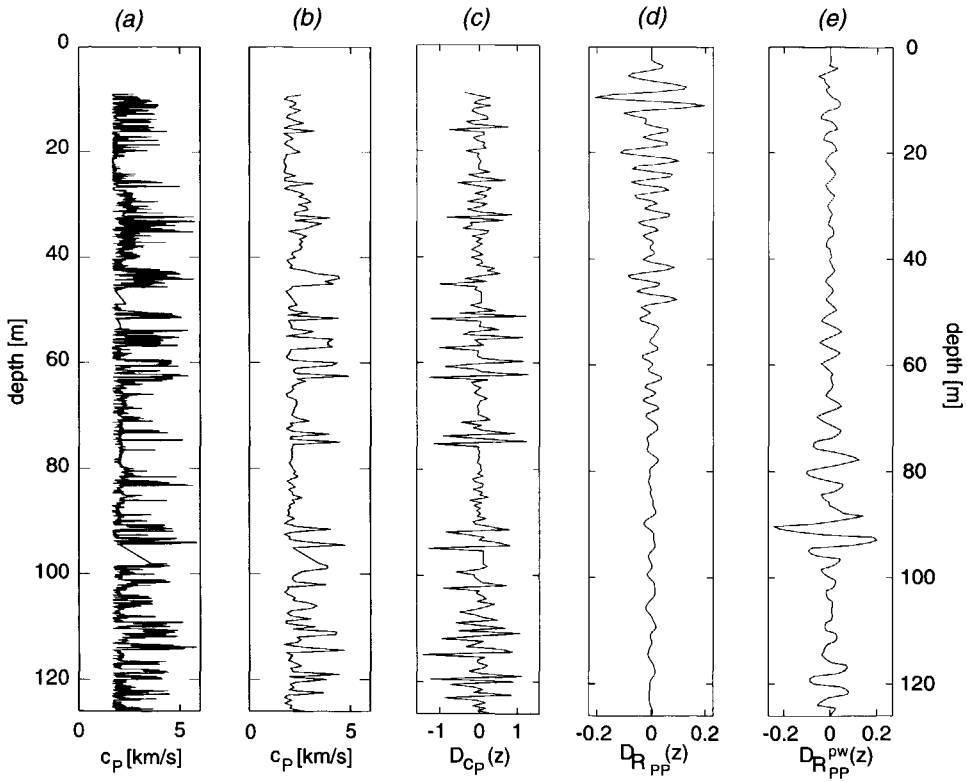 (a) (b) (c) (d) (e)
0 0
20 20
40 40
60 60
80 80
100 100
120 120
depth [m] depth [m]
0 5 0 5 -1 0 1 -0.2 0 0.2 -0.2 0 0.2
c_P [km/s] c_P [km/s] D_{c_P}(z) D_{R_{PP}}(z) D_{R_{PP}^{pw}}(z)